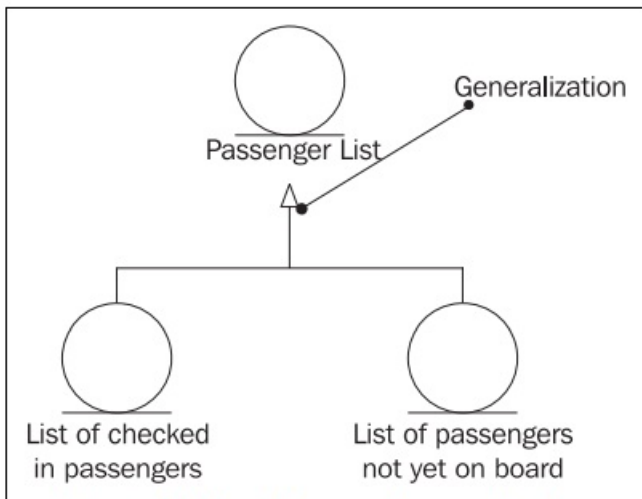 Generalization
Passenger List
List of checked
in passengers
List of passengers
not yet on board